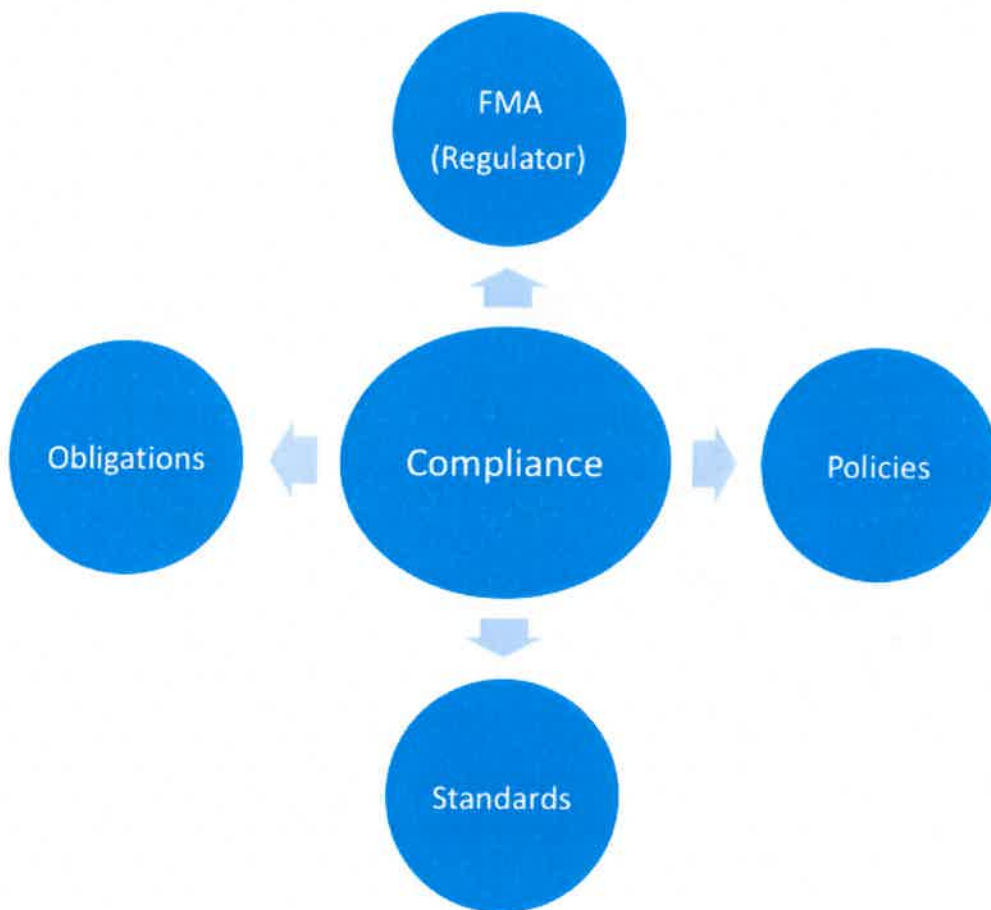 FMA
(Regulator)
Obligations
Compliance
Policies
Standards